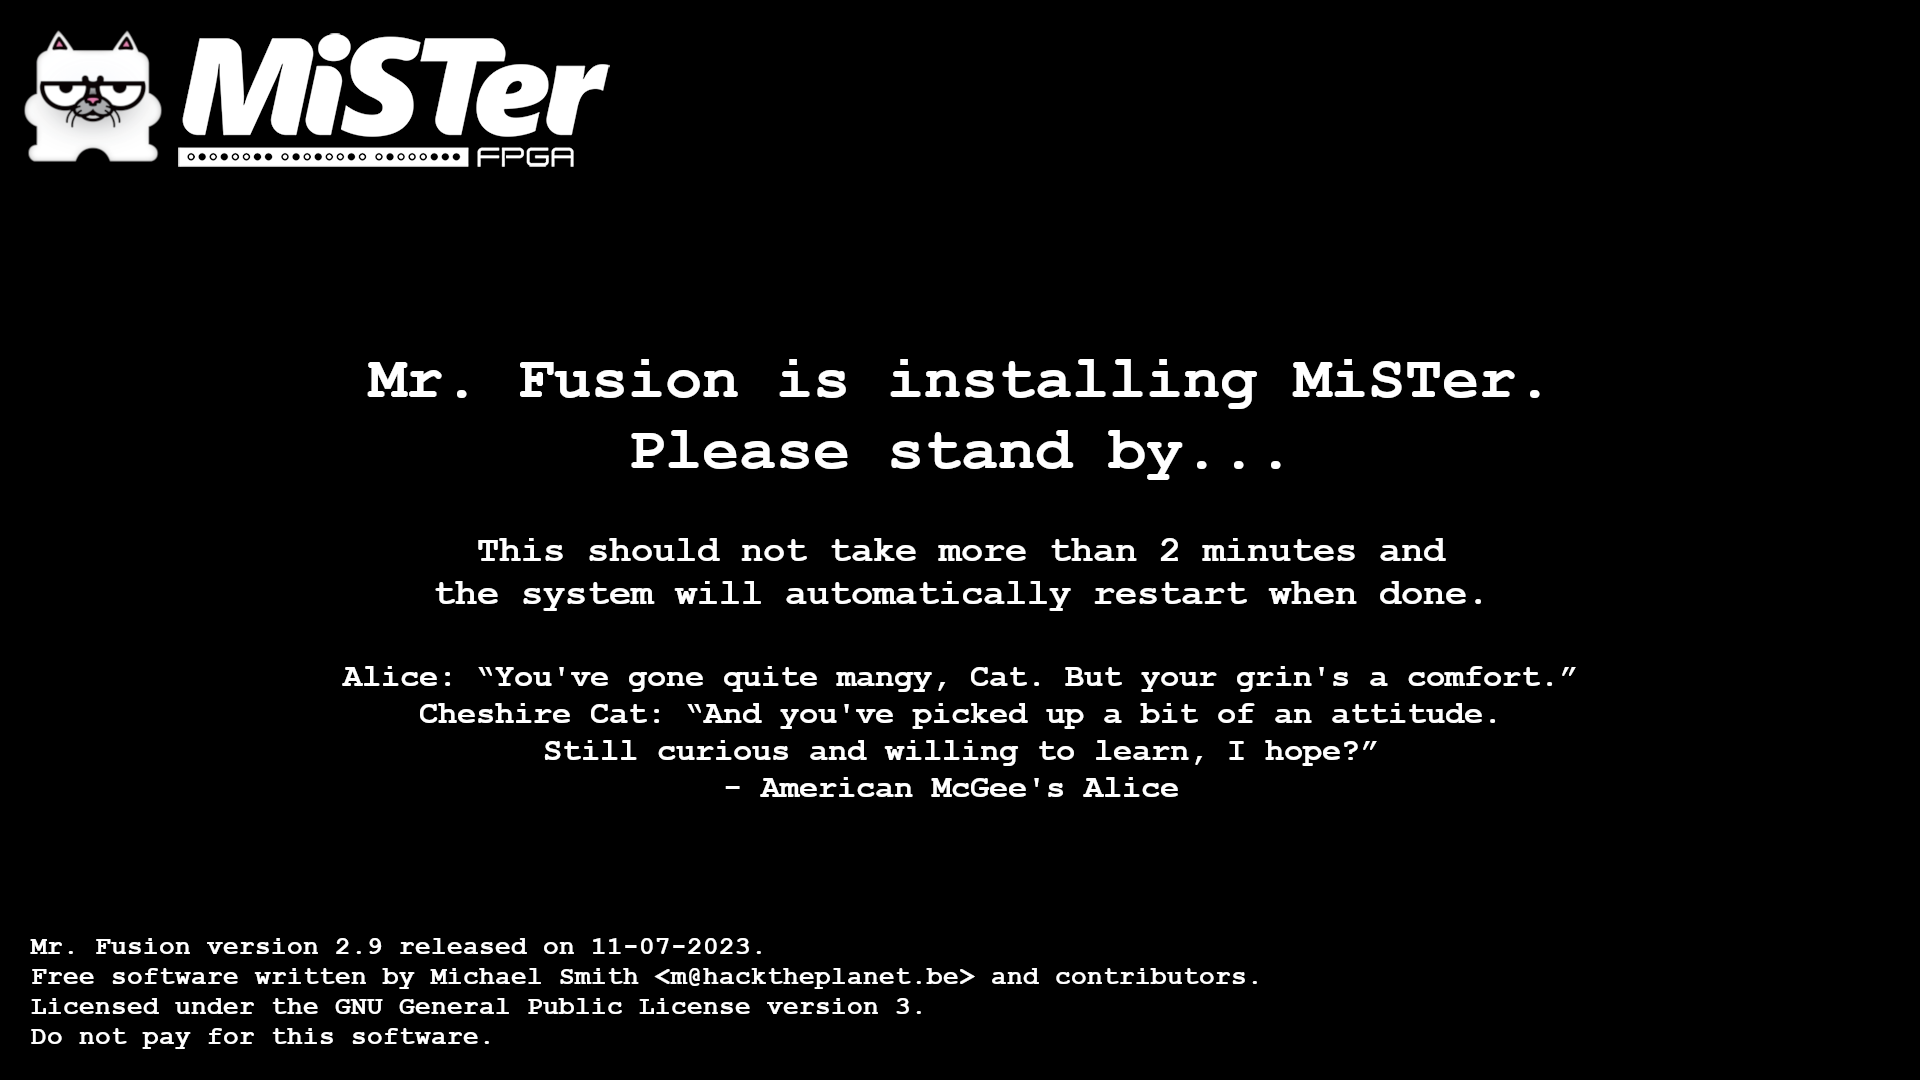 MiSTer
FPGA
Mr. Fusion is installing MiSTer.
Please stand by...
This should not take more than 2 minutes and
the system will automatically restart when done.
Alice: “You've gone quite mangy, Cat. But your grin's a comfort.”
Cheshire Cat: “And you've picked up a bit of an attitude.
Still curious and willing to learn, I hope?”
- American McGee's Alice
Mr. Fusion version 2.9 released on 11-07-2023.
Free software written by Michael Smith <m@hacktheplanet.be> and contributors.
Licensed under the GNU General Public License version 3.
Do not pay for this software.